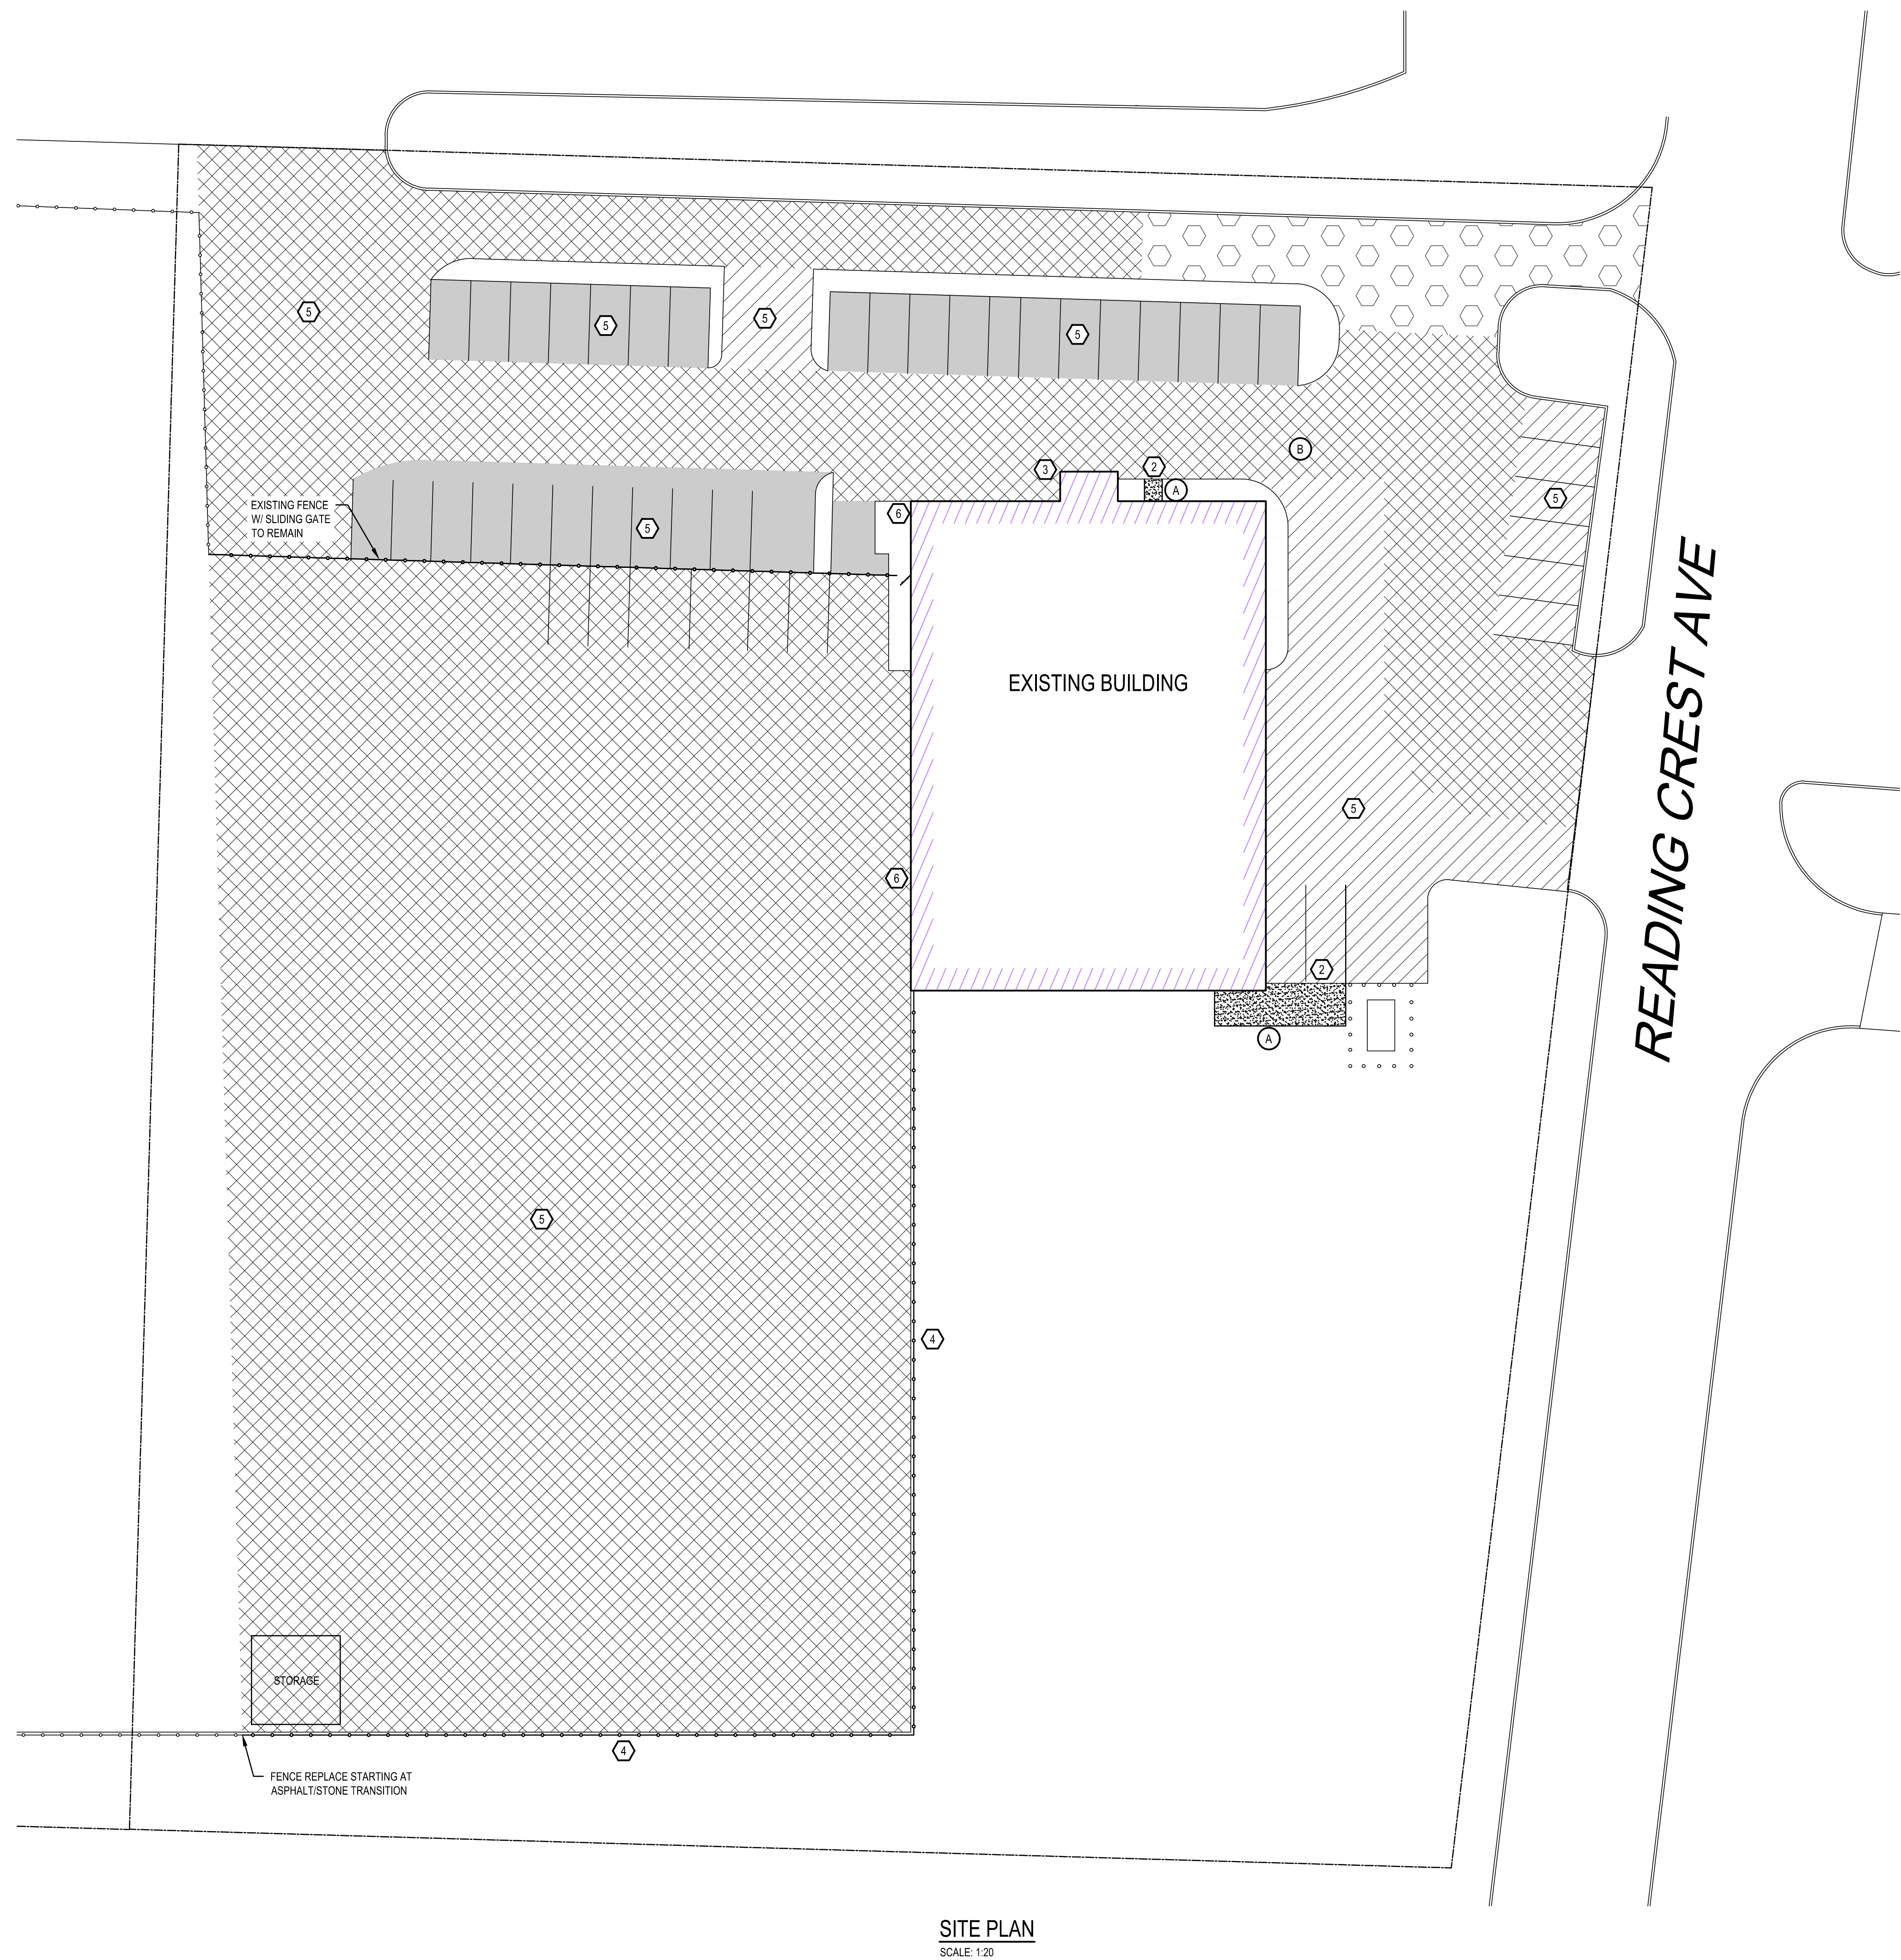 5
5
5
5
3
2
B
A
5
EXISTING FENCE
W/ SLIDING GATE
TO REMAIN
6
5
READING CREST AVE
EXISTING BUILDING
5
6
2
A
5
4
STORAGE
4
FENCE REPLACE STARTING AT
ASPHALT/STONE TRANSITION
SITE PLAN
SCALE: 1:20